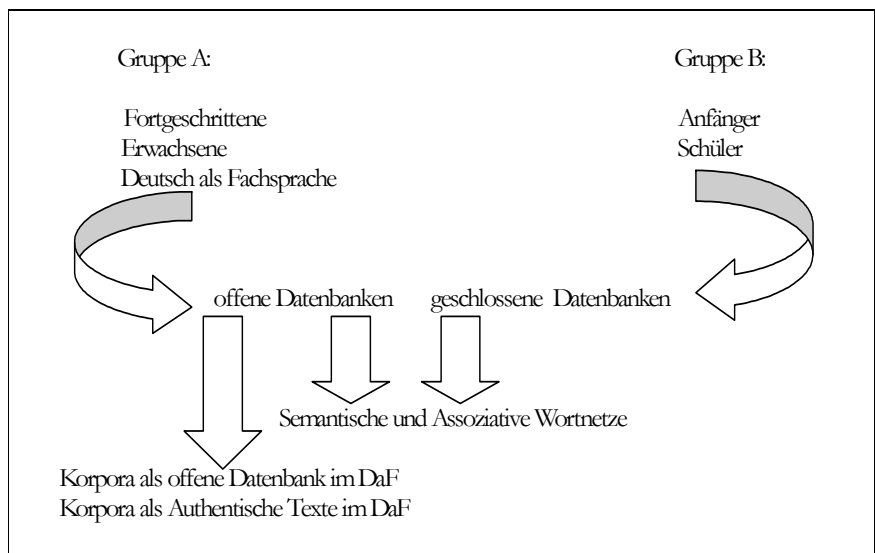 Gruppe A:
Fortgeschrittene
Erwachsene
Deutsch als Fachsprache
Gruppe B:
Anfänger
Schüler
offene Datenbanken
geschlossene Datenbanken
Semantische und Assoziative Wortnetze
Korpora als offene Datenbank im DaF
Korpora als Authentische Texte im DaF